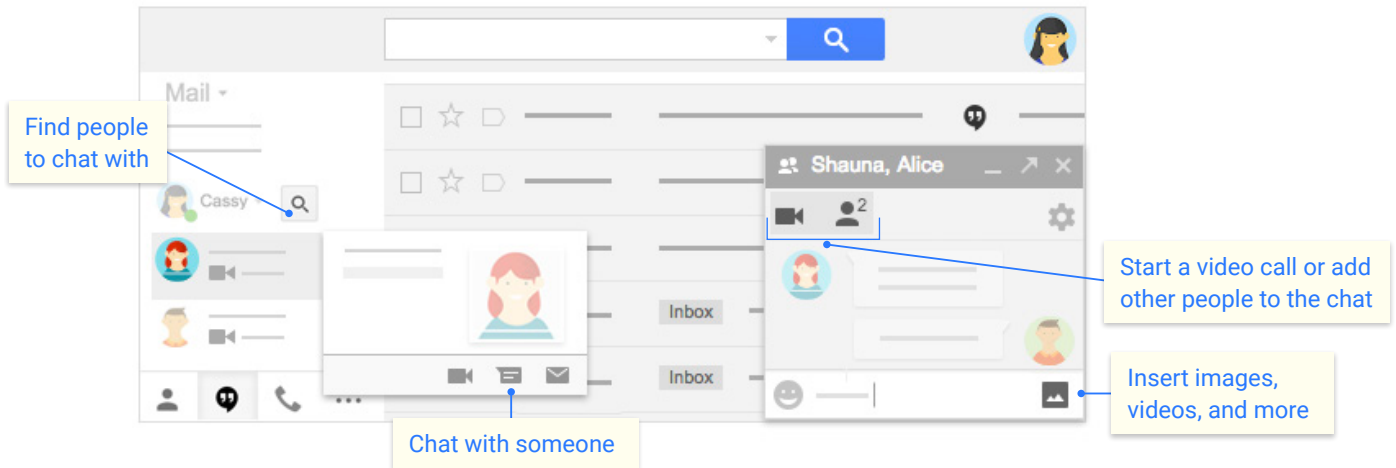 Mail
Find people
to chat with
Cassy
Shauna, Alice
2
Start a video call or add
other people to the chat
Inbox
Inbox
Insert images,
videos, and more
Chat with someone